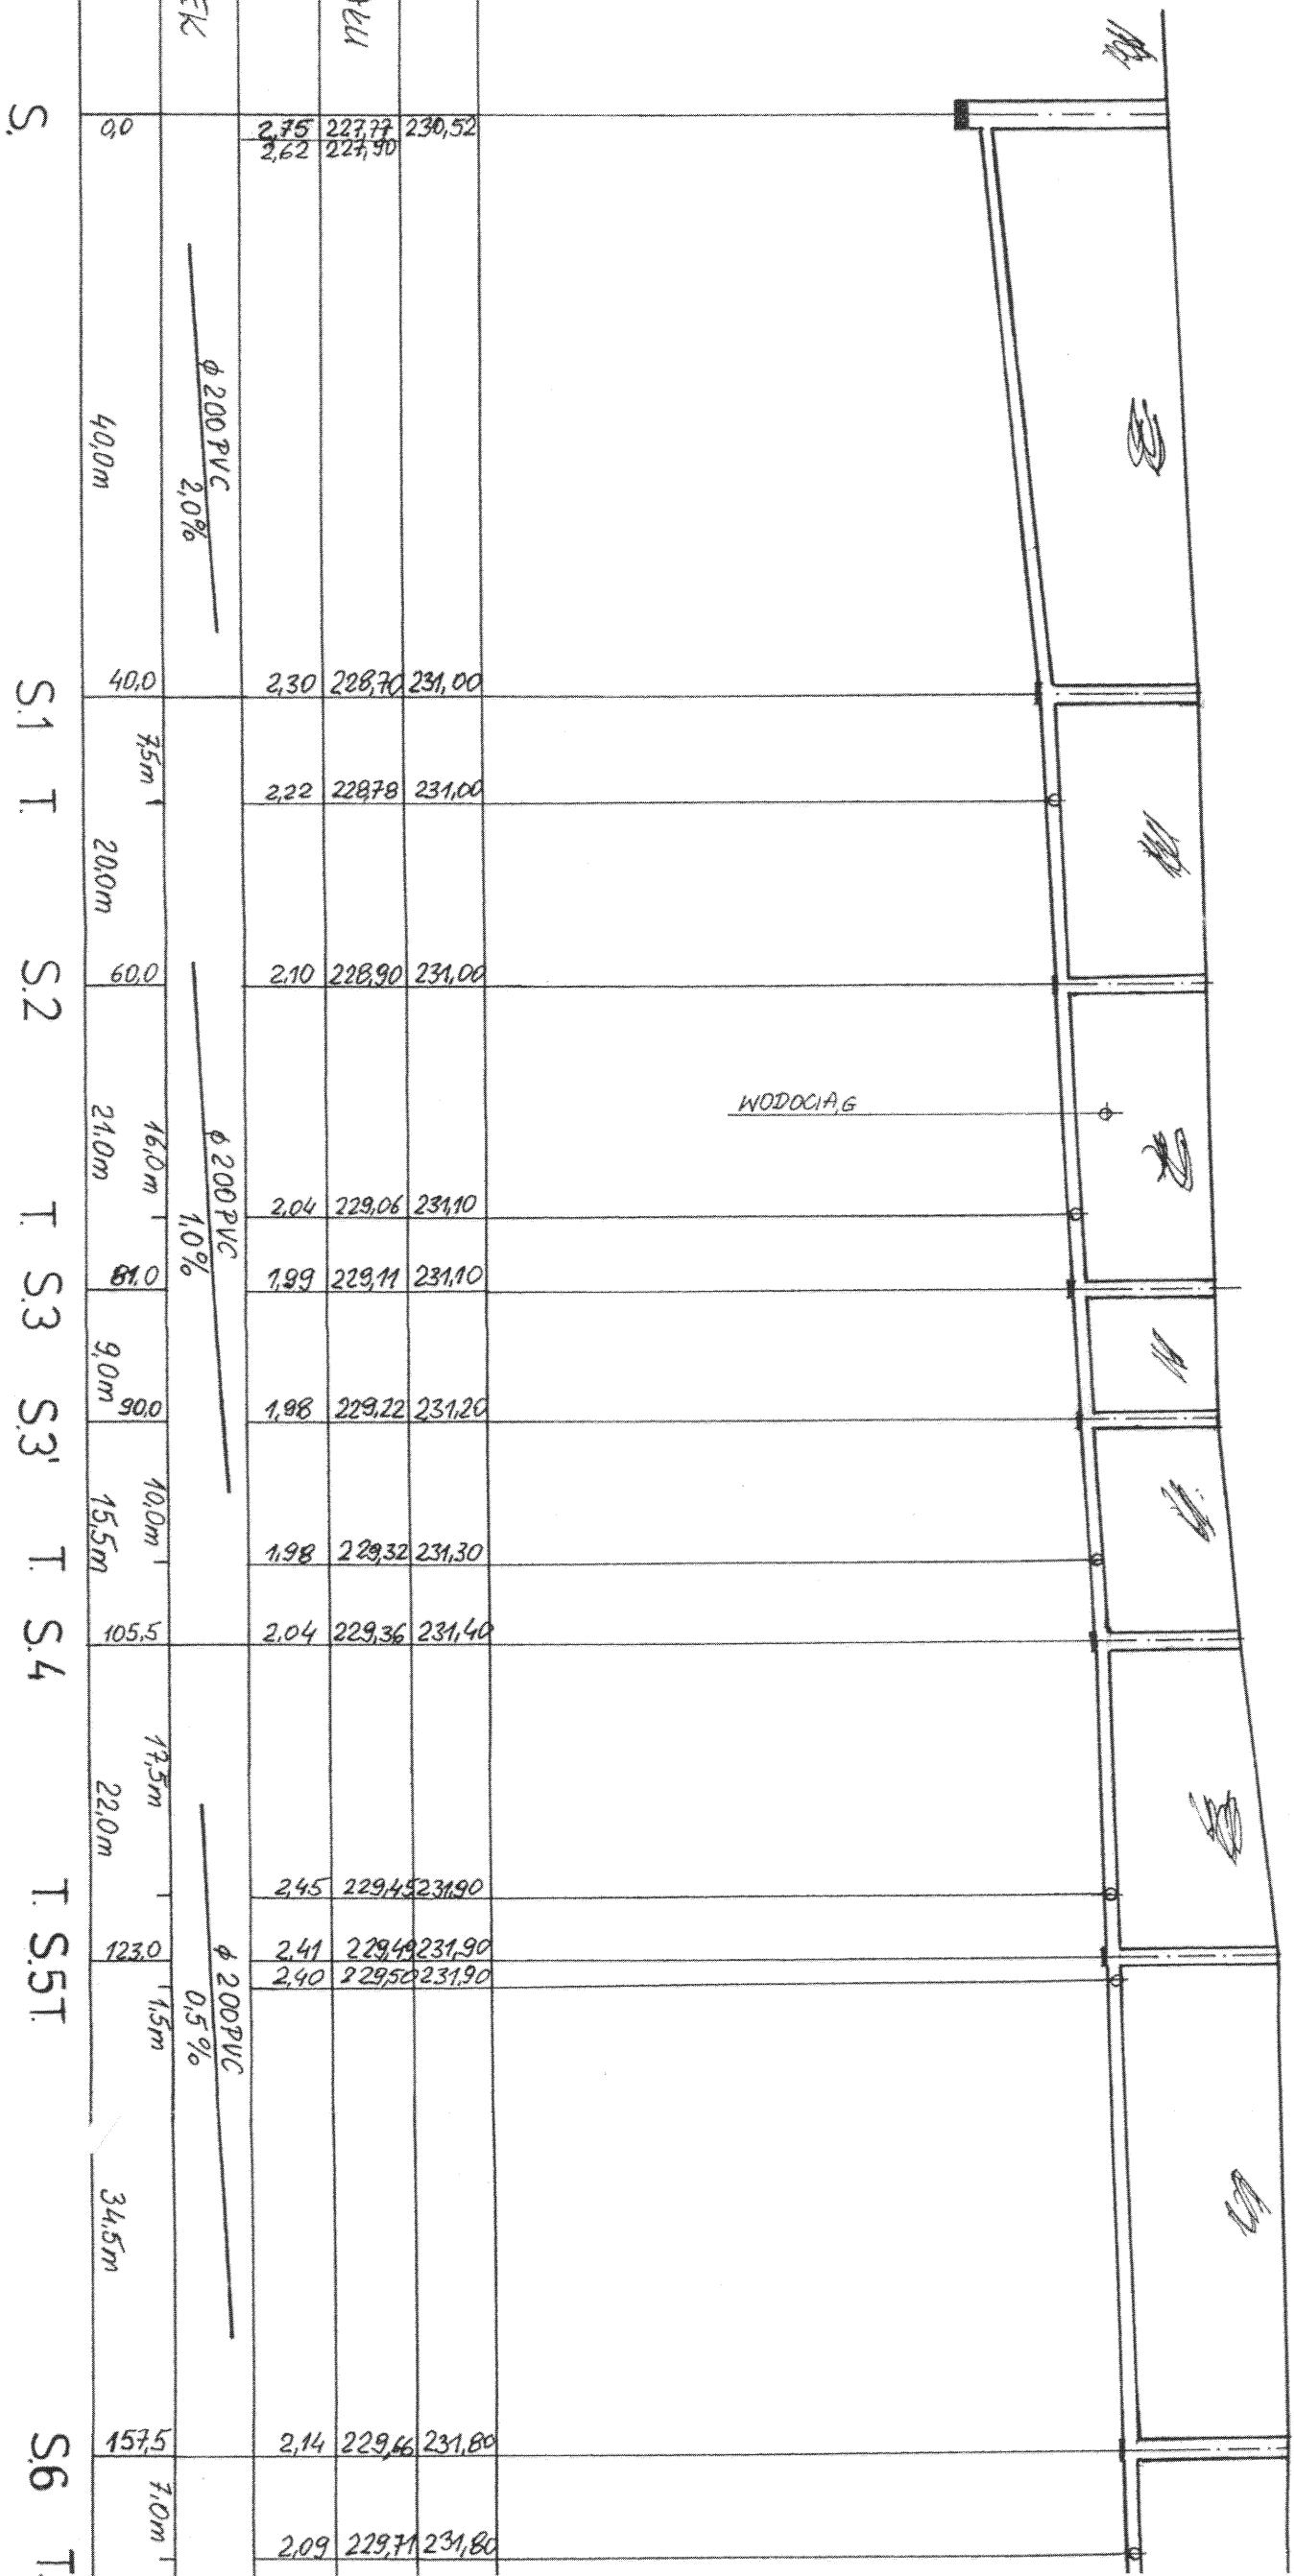 EK
0,0
2,75 227,77 230,52
2,62 227,90
S.
φ 200 PVC
2,0%
40,0m
40,0
2,30 228,70 231,00
S.1
7,5m
2,22 228,78 231,00
T.
20,0m
60,0
2,10 228,90 231,00
S.2
WODOCIĄG
16,0m
21,0m
φ 200 PVC
1,0%
2,04 229,06 231,10
T.
81,0
1,99 229,11 231,10
S.3
9,0m
90,0
1,98 229,22 231,20
S.3'
10,0m
15,5m
1,98 229,32 231,30
T.
105,5
2,04 229,36 231,40
S.4
17,5m
22,0m
2,45 229,45 231,90
T.
123,0
2,41 229,49 231,90
2,40 229,50 231,90
S.5 T.
1,5m
φ 200 PVC
0,5%
34,5m
157,5
2,14 229,66 231,80
S.6
7,0m
2,09 229,71 231,80
T.